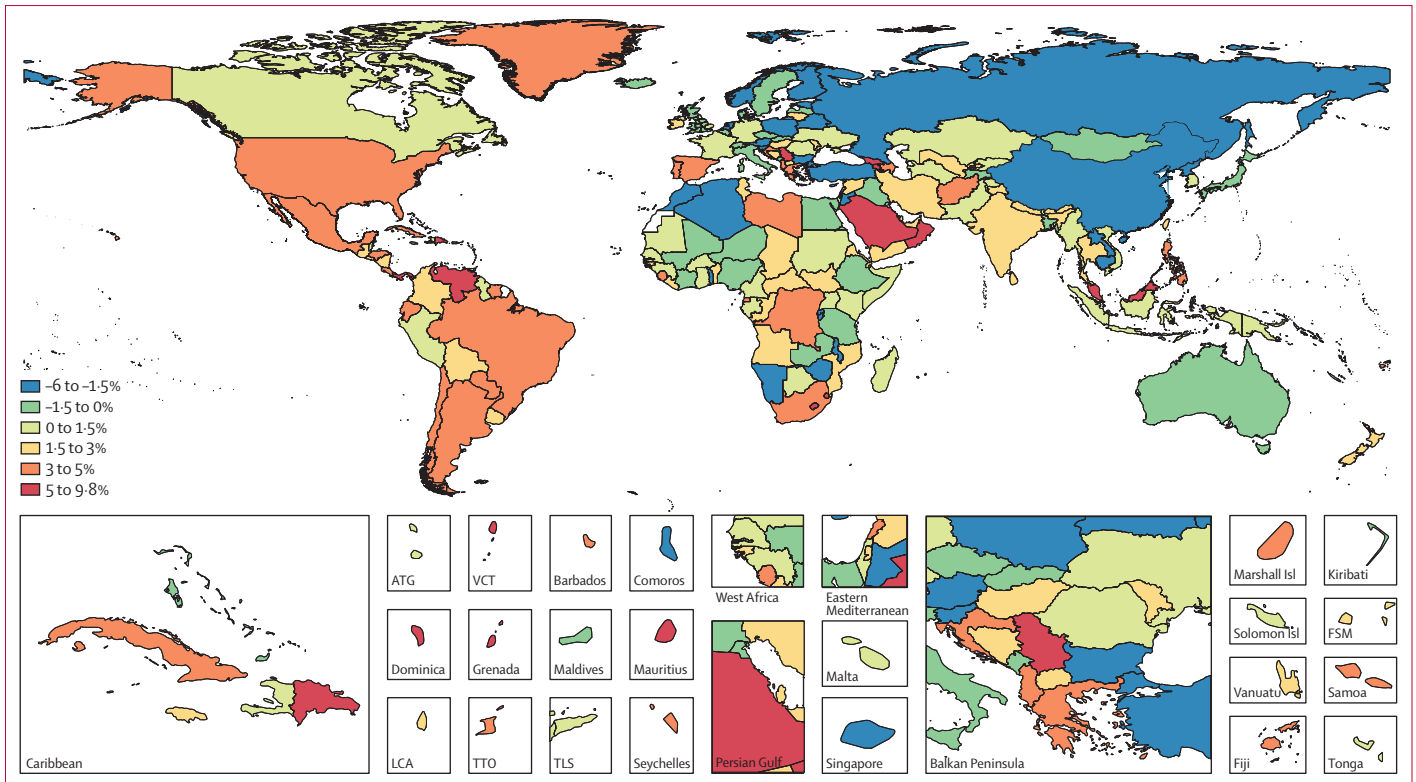 –6 to –1·5%
–1·5 to 0%
0 to 1·5%
1·5 to 3%
3 to 5%
5 to 9·8%
Caribbean
ATG
VCT
Barbados
Comoros
West Africa
Eastern
Mediterranean
Marshall Isl
Kiribati
Dominica
Grenada
Maldives
Mauritius
Malta
Solomon Isl
FSM
Vanuatu
Samoa
LCA
TTO
TLS
Seychelles
Persian Gulf
Singapore
Balkan Peninsula
Fiji
Tonga